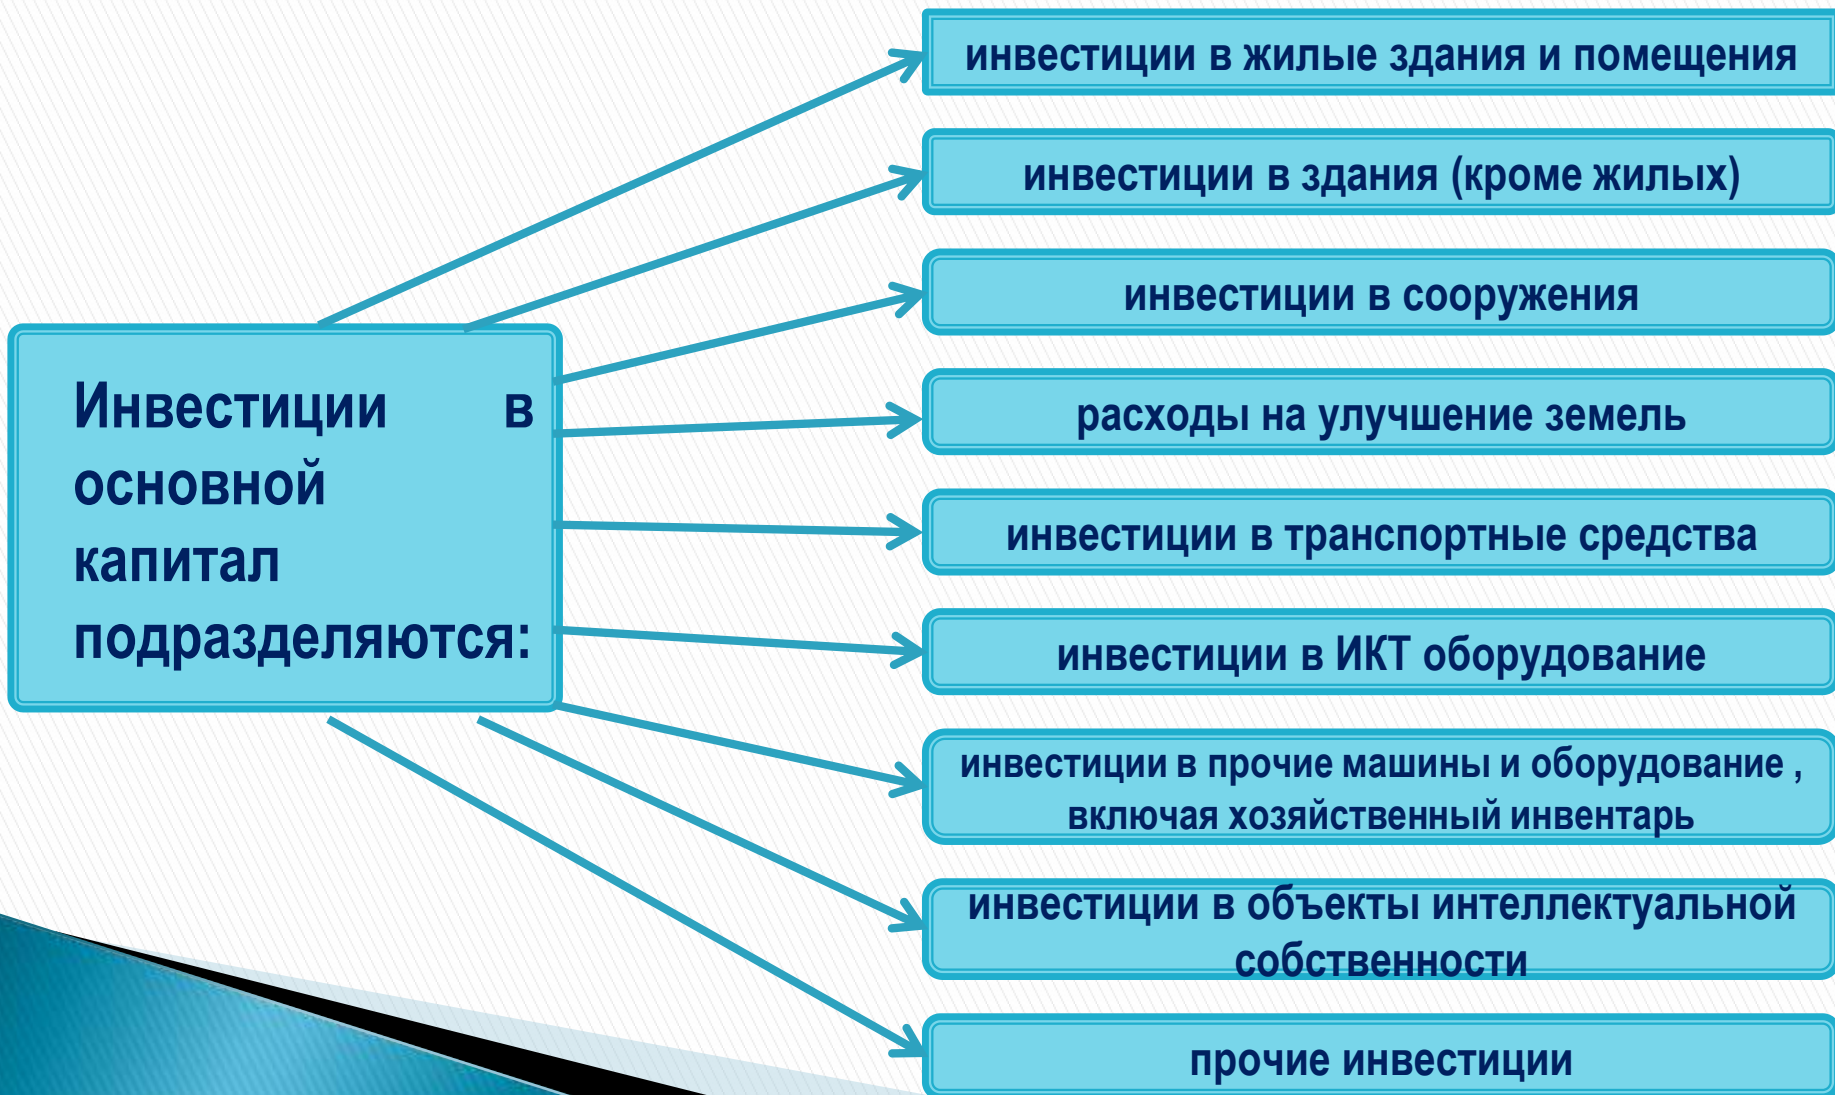 инвестиции в жилые здания и помещения
инвестиции в здания (кроме жилых)
инвестиции в сооружения
Инвестиции в
основной
капитал
подразделяются:
расходы на улучшение земель
инвестиции в транспортные средства
инвестиции в ИКТ оборудование
инвестиции в прочие машины и оборудование ,
включая хозяйственный инвентарь
инвестиции в объекты интеллектуальной
собственности
прочие инвестиции